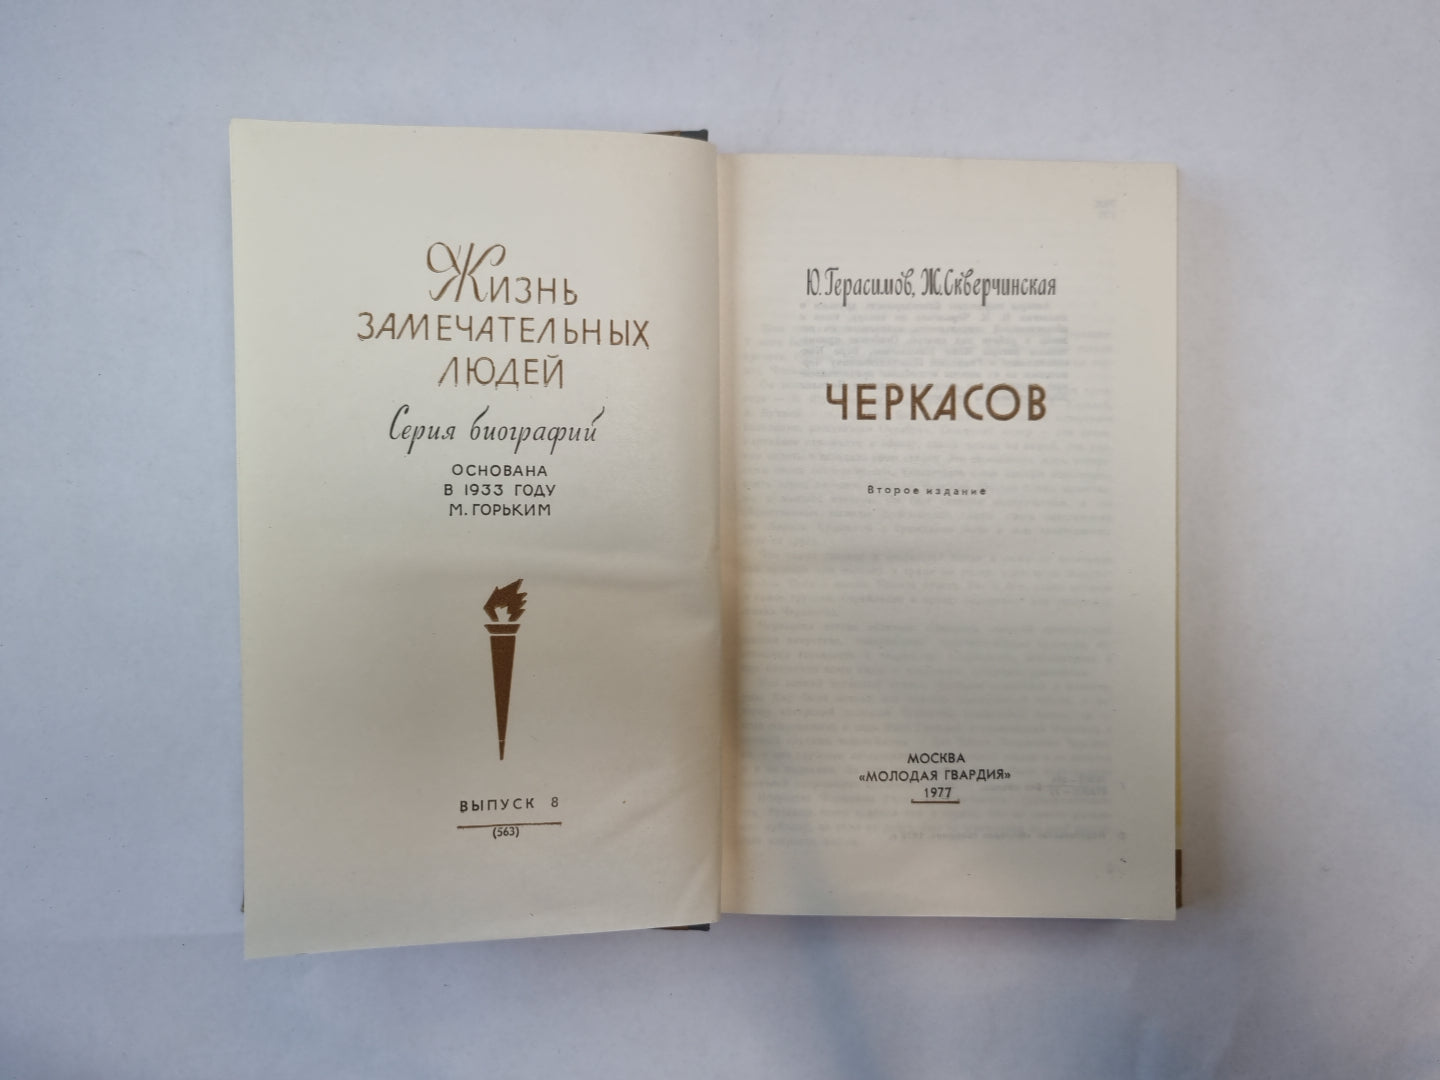 Жизнь
ЗАМЕЧАТЕЛЬНЫХ
ЛЮДЕЙ
Серия биографий
ОСНОВАНА
В 1933 ГОДУ
М. ГОРЬКИМ
ВЫПУСК 8
(563)
Ю. Герасимов, Ж. Скверчинская
ЧЕРКАСОВ
Второе издание
МОСКВА
«МОЛОДАЯ ГВАРДИЯ»
1977